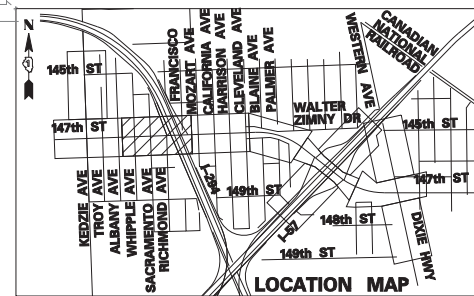 N
CANADIAN
NATIONAL
RAILROAD
WESTERN AVE
FRANCISCO
MOZART AVE
CALIFORNIA AVE
HARRISON AVE
CLEVELAND AVE
BLAINE AVE
PALMER AVE
145th ST
WALTER
ZIMNY DR
147th ST
145th ST
I-294
KEDZIE AVE
TROY AVE
ALBANY AVE
WHIPPLE AVE
SACRAMENTO AVE
RICHMOND AVE
149th ST
147th ST
I-57
148th ST
DIXIE HWY
149th ST
LOCATION MAP